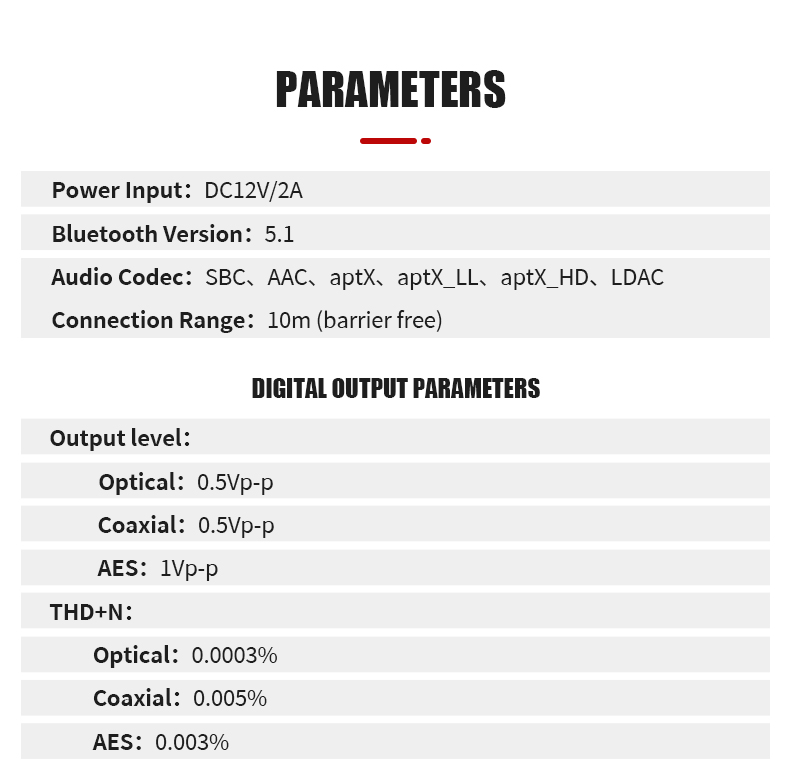 PARAMETERS
Power Input：DC12V/2A
Bluetooth Version：5.1
Audio Codec：SBC、AAC、aptX、aptX_LL、aptX_HD、LDAC
Connection Range：10m (barrier free)
DIGITAL OUTPUT PARAMETERS
Output level：
Optical：0.5Vp-p
Coaxial：0.5Vp-p
AES：1Vp-p
THD+N：
Optical：0.0003%
Coaxial：0.005%
AES：0.003%